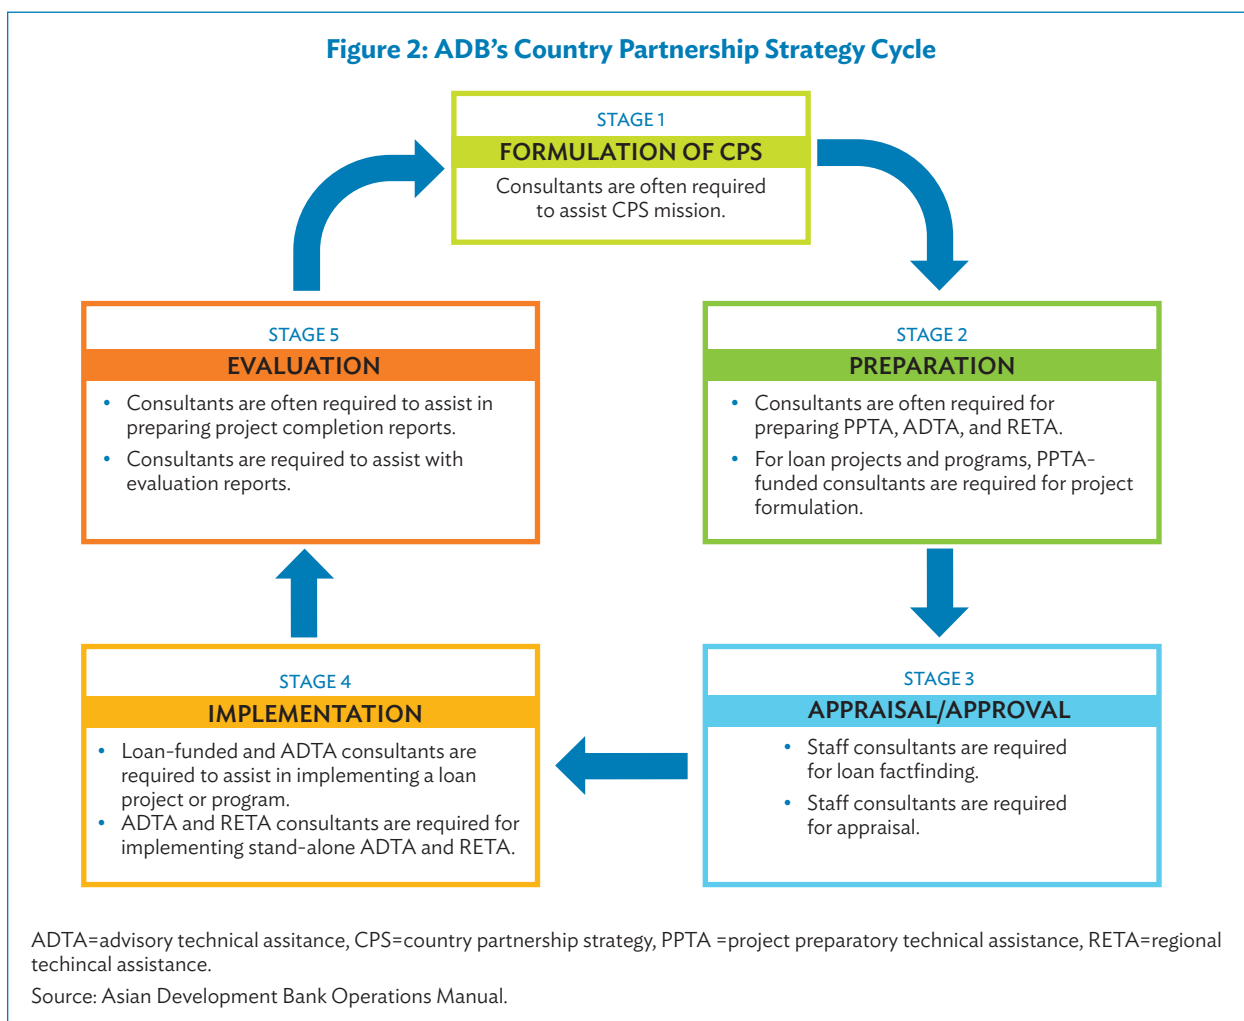 Figure 2: ADB’s Country Partnership Strategy Cycle
STAGE 1
FORMULATION OF CPS
Consultants are often required
to assist CPS mission.
STAGE 2
PREPARATION
• Consultants are often required for
preparing PPTA, ADTA, and RETA.
• For loan projects and programs, PPTA-
funded consultants are required for project
formulation.
STAGE 3
APPRAISAL/APPROVAL
• Staff consultants are required
for loan factfinding.
• Staff consultants are required
for appraisal.
STAGE 4
IMPLEMENTATION
• Loan-funded and ADTA consultants are
required to assist in implementing a loan
project or program.
• ADTA and RETA consultants are required for
implementing stand-alone ADTA and RETA.
STAGE 5
EVALUATION
• Consultants are often required to assist in
preparing project completion reports.
• Consultants are required to assist with
evaluation reports.
ADTA=advisory technical assitance, CPS=country partnership strategy, PPTA =project preparatory technical assistance, RETA=regional
techincal assistance.
Source: Asian Development Bank Operations Manual.